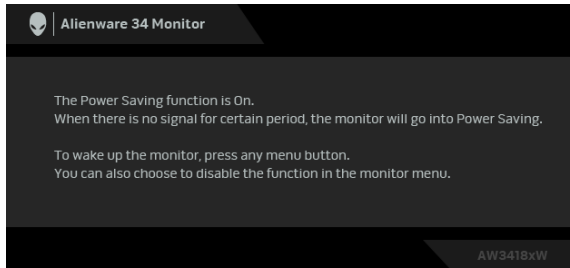 Alienware 34 Monitor
The Power Saving function is On.
When there is no signal for certain period, the monitor will go into Power Saving.
To wake up the monitor, press any menu button.
You can also choose to disable the function in the monitor menu.
AW3418xW